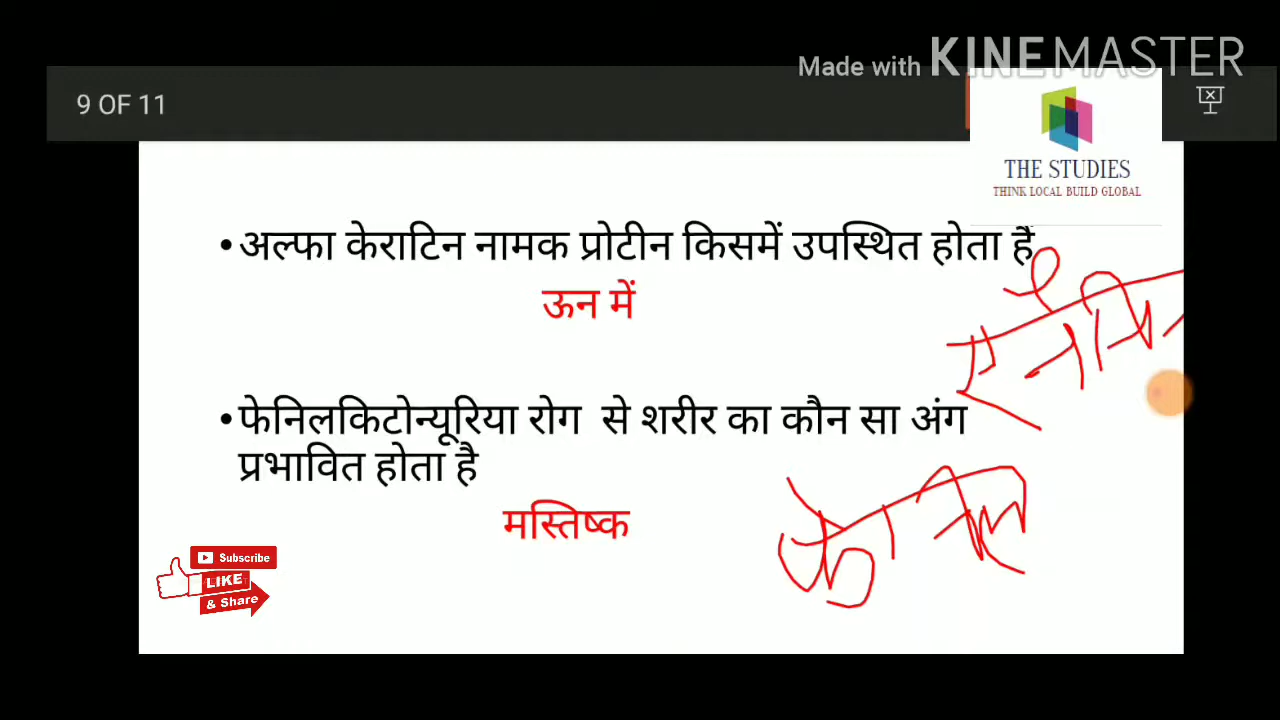 Made with KINEMASTER
9 OF 11
THE STUDIES
THINK LOCAL BUILD GLOBAL
•अल्फा केराटिन नामक प्रोटीन किसमें उपस्थित होता है
ऊन में
•फेनिलकिटोन्यूरिया रोग से शरीर का कौन सा अंग
प्रभावित होता है
मस्तिष्क
Subscribe
LIKE
& Share